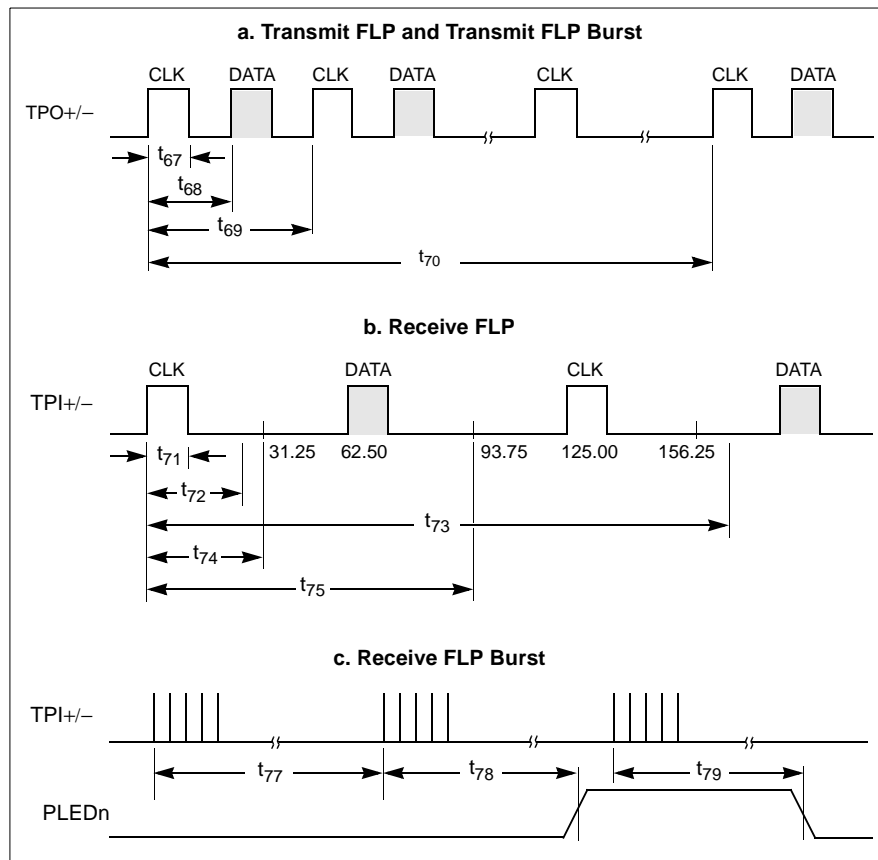 a. Transmit FLP and Transmit FLP Burst
CLK DATA CLK DATA CLK CLK DATA
TPO+/−
t67
t68
t69
t70
b. Receive FLP
CLK DATA CLK DATA
TPI+/−
31.25 62.50 93.75 125.00 156.25
t71
t72
t73
t74
t75
c. Receive FLP Burst
TPI+/−
t77 t78 t79
PLEDn